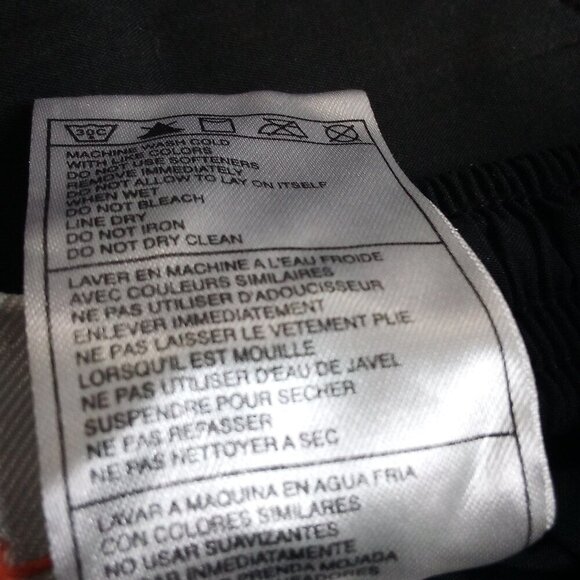 30C
MACHINE WASH COLD
WITH LIKE COLORS
DO NOT USE SOFTENERS
REMOVE IMMEDIATELY
DO NOT ALLOW TO LAY ON ITSELF
WHEN WET
DO NOT BLEACH
LINE DRY
DO NOT IRON
DO NOT DRY CLEAN
LAVER EN MACHINE A L'EAU FROIDE
AVEC COULEURS SIMILAIRES
NE PAS UTILISER D'ADOUCISSEUR
ENLEVER IMMEDIATEMENT
NE PAS LAISSER LE VETEMENT PLIE
LORSQU'IL EST MOUILLE
NE PAS UTILISER D'EAU DE JAVEL
SUSPENDRE POUR SECHER
NE PAS REPASSER
NE PAS NETTOYER A SEC
LAVAR A MAQUINA EN AGUA FRIA
CON COLORES SIMILARES
NO USAR SUAVIZANTES
INMEDIATAMENTE
PRENDA MOJADA